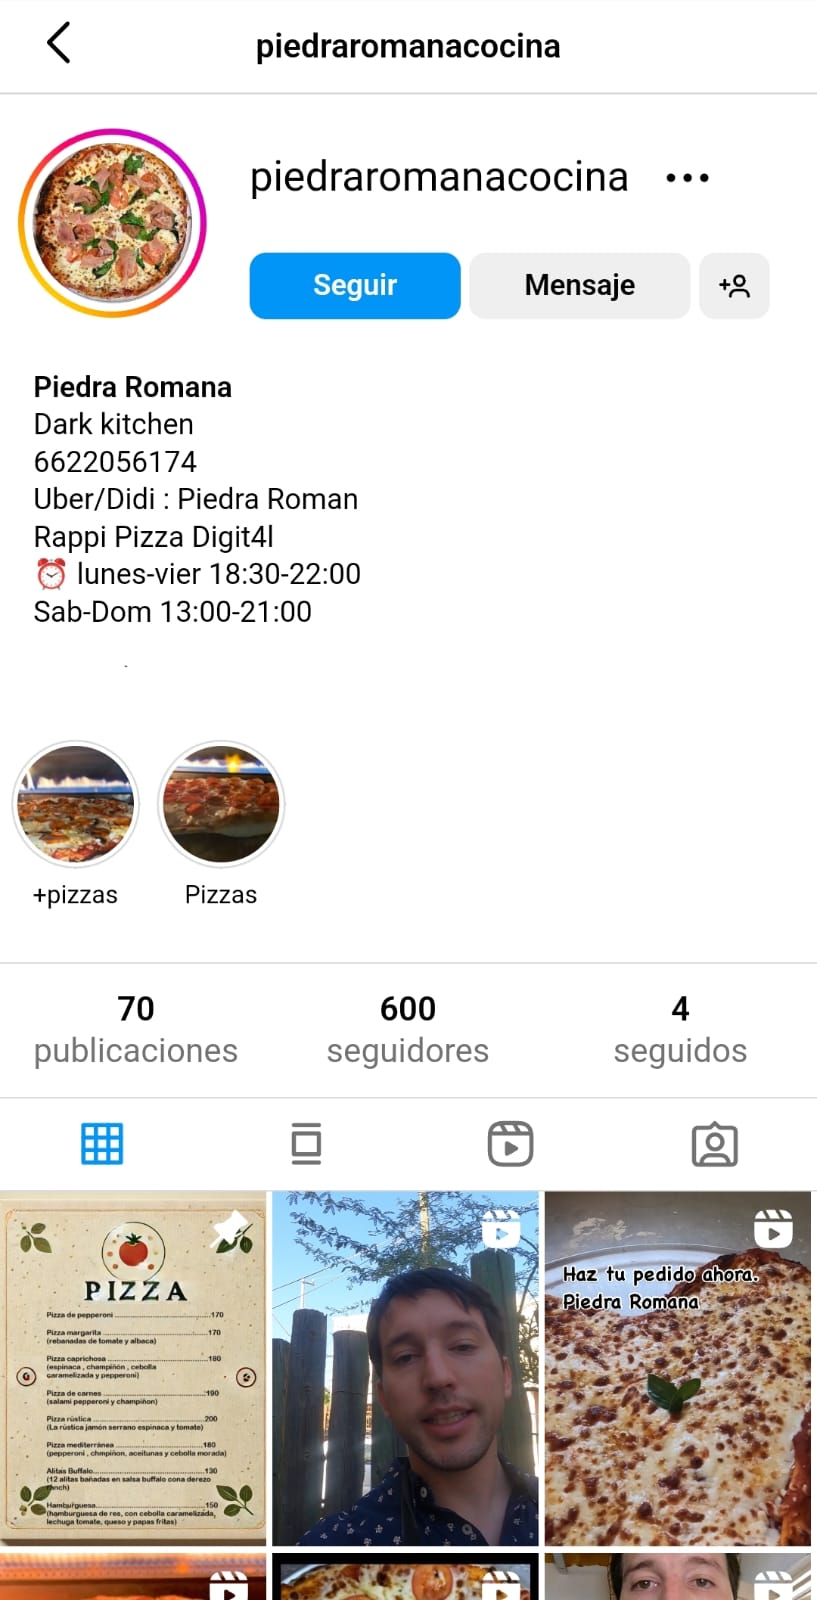 piedraromanacocina
piedraromanacocina
Seguir
Mensaje
Piedra Romana
Dark kitchen
6622056174
Uber/Didi : Piedra Roman
Rappi Pizza Digit4l
⏰ lunes-vier 18:30-22:00
Sab-Dom 13:00-21:00
+pizzas
Pizzas
70
publicaciones
600
seguidores
4
seguidos
PIZZA
Pizza de pepperoni ..........170
Pizza margarita ..........170
(rebanadas de tomate y albaca)
Pizza caprichosa ..........180
(espinaca , champiñón , cebolla
caramelizada y pepperoni)
Pizza de carnes ..........190
(salami pepperoni y champiñon)
Pizza rústica ..........200
(La rústica jamón serrano espinaca y tomate)
Pizza mediterránea ..........180
(pepperoni , chmpiñon, aceitunas y cebolla morada)
Alitas Buffalo..........130
(12 alitas bañadas en salsa buffalo cona derezo
ranch)
Hamburguesa..........150
(hamburguesa de res, con cebolla caramelizada,
lechuga tomate, queso y papas fritas)
Haz tu pedido ahora.
Piedra Romana